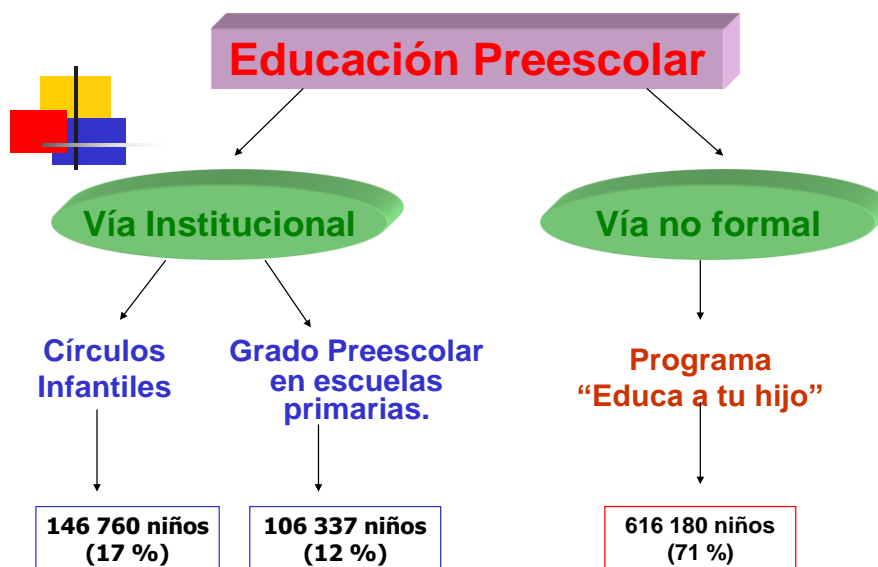 Educación Preescolar
Vía Institucional
Vía no formal
Círculos
Infantiles
Grado Preescolar
en escuelas
primarias.
Programa
“Educa a tu hijo”
146 760 niños
(17 %)
106 337 niños
(12 %)
616 180 niños
(71 %)